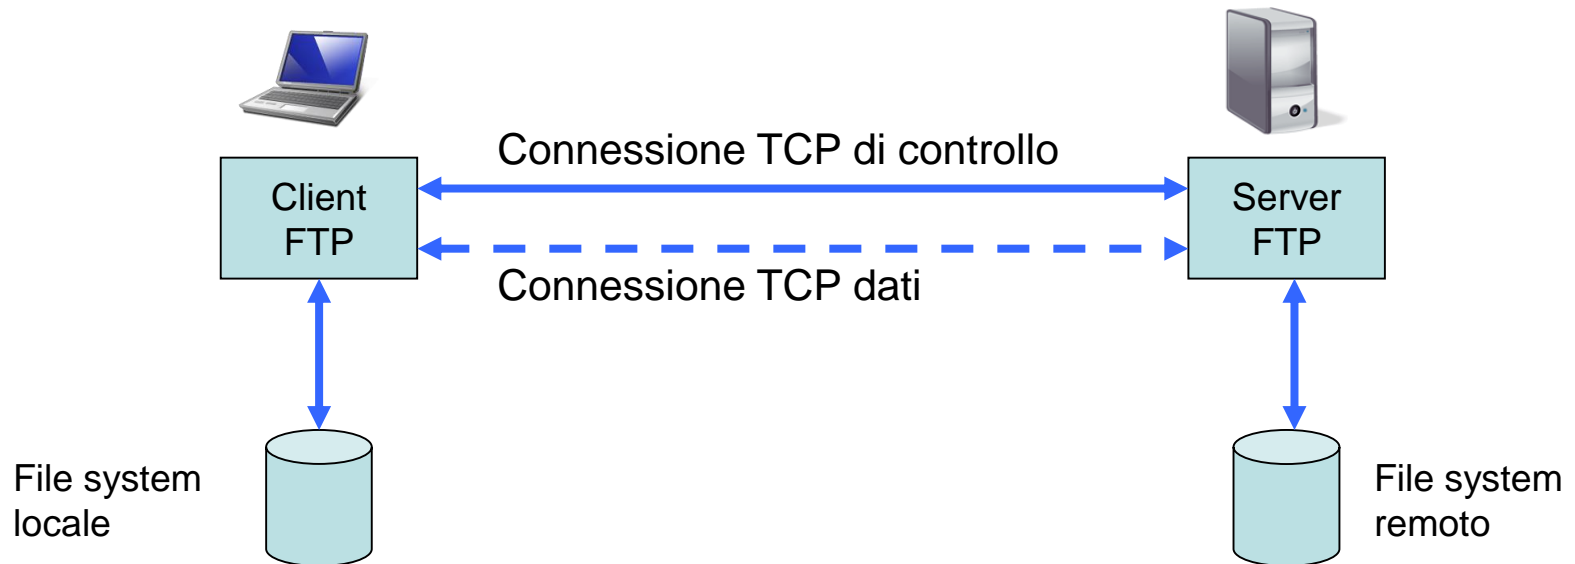 Connessione TCP di controllo
Client
FTP
Server
FTP
Connessione TCP dati
File system
locale
File system
remoto